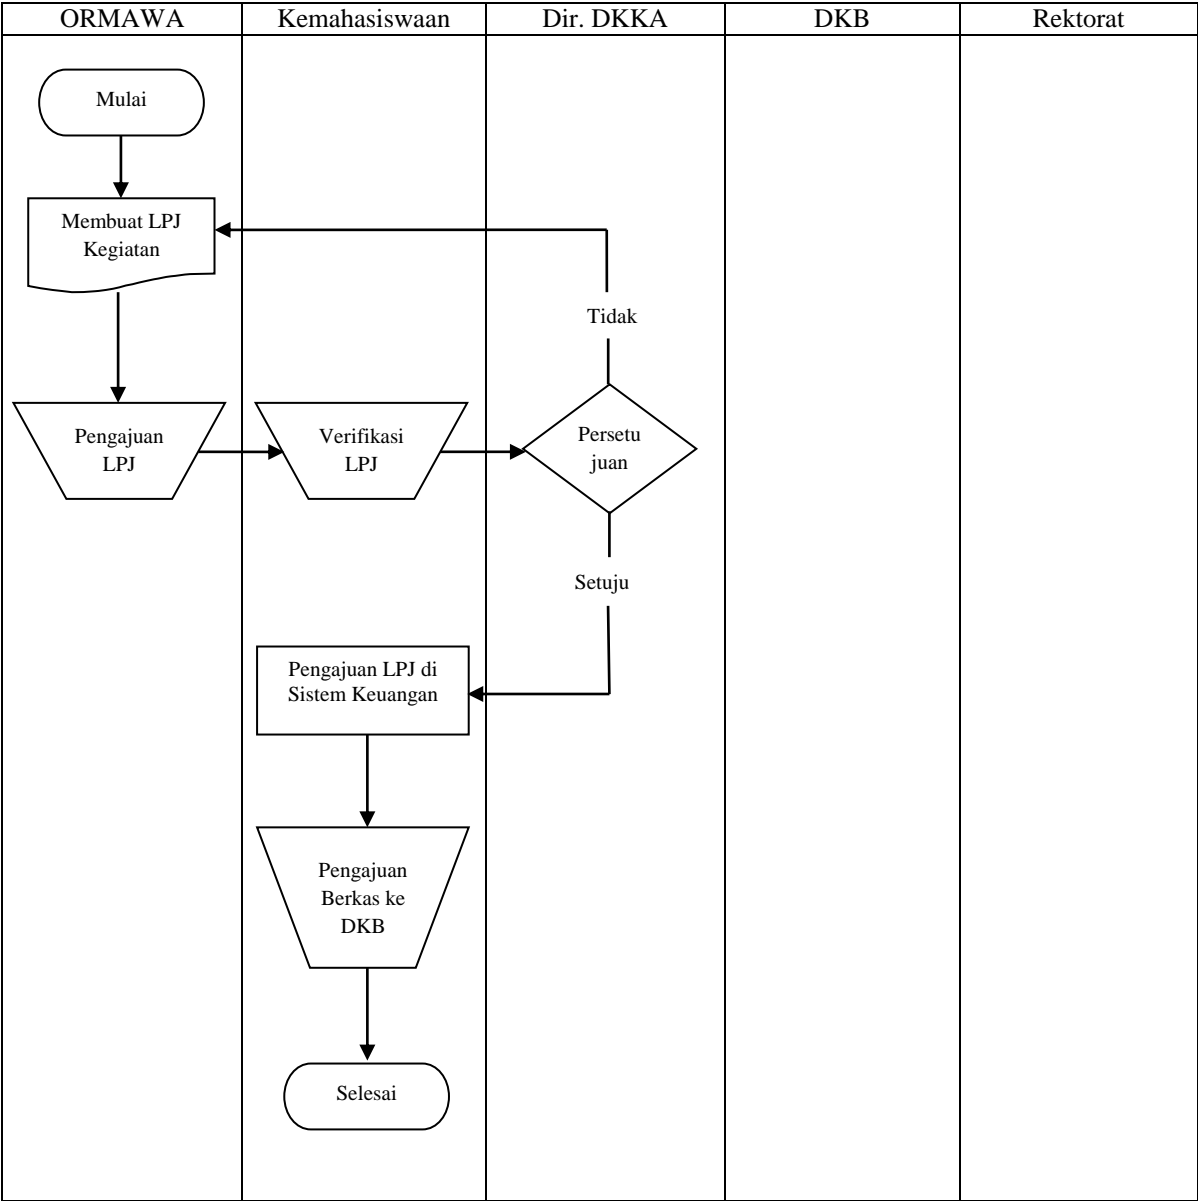 ORMAWA
Kemahasiswaan
Dir. DKKA
DKB
Rektorat
Mulai
Membuat LPJ
Kegiatan
Tidak
Pengajuan
LPJ
Verifikasi
LPJ
Persetu
juan
Setuju
Pengajuan LPJ di
Sistem Keuangan
Pengajuan
Berkas ke
DKB
Selesai